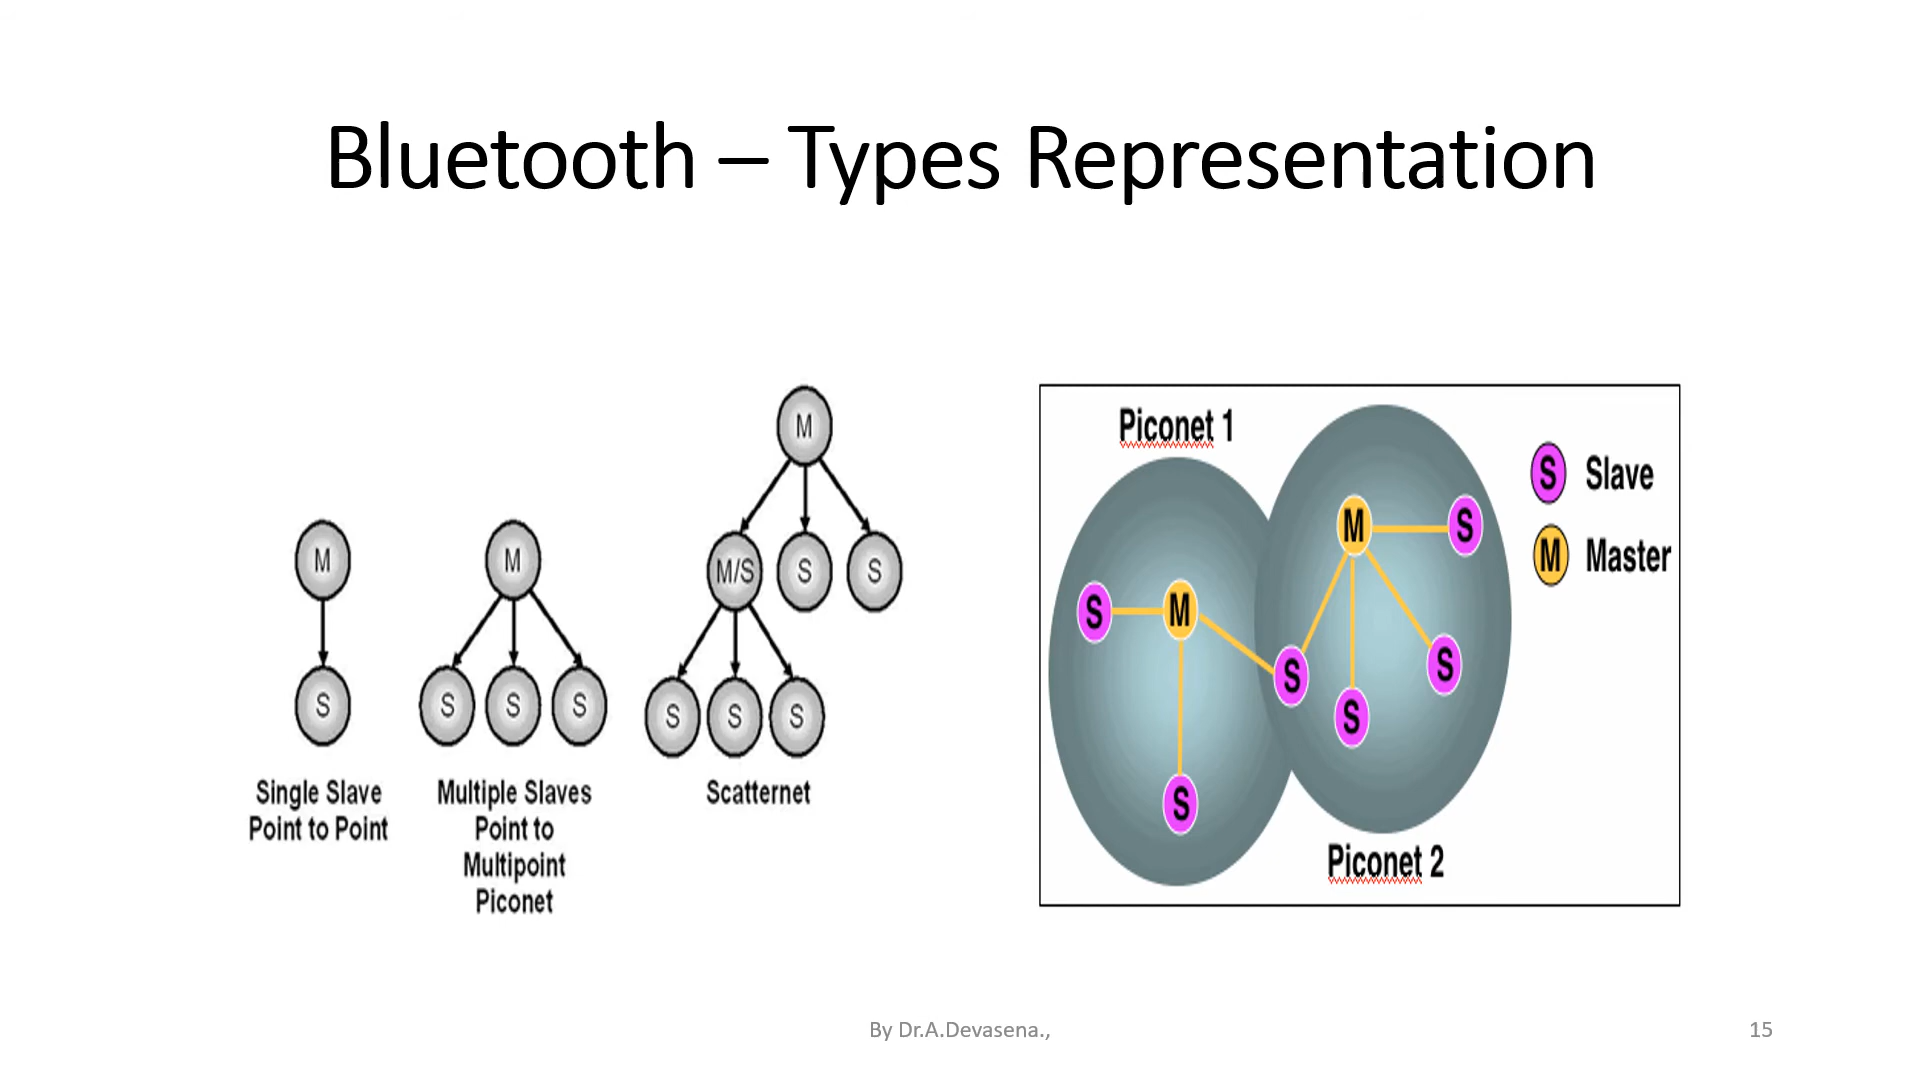 Bluetooth – Types Representation
M
S
Single Slave
Point to Point
M
S S S
Multiple Slaves
Point to
Multipoint
Piconet
M
M/S S S
S S S
Scatternet
Piconet 1
S M
S
S
M S
S
S
Piconet 2
S Slave
M Master
By Dr.A.Devasena.,
15